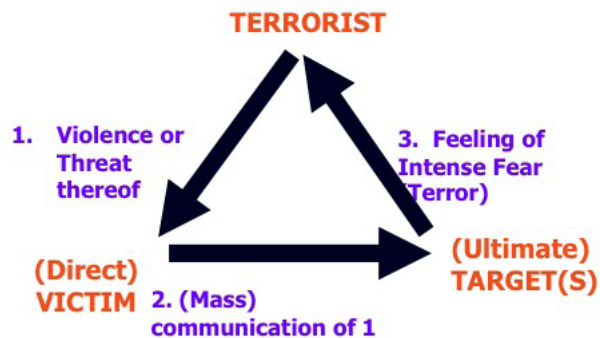 TERRORIST
1. Violence or
Threat
thereof
3. Feeling of
Intense Fear
(Terror)
(Direct)
VICTIM
2. (Mass)
communication of 1
(Ultimate)
TARGET(S)